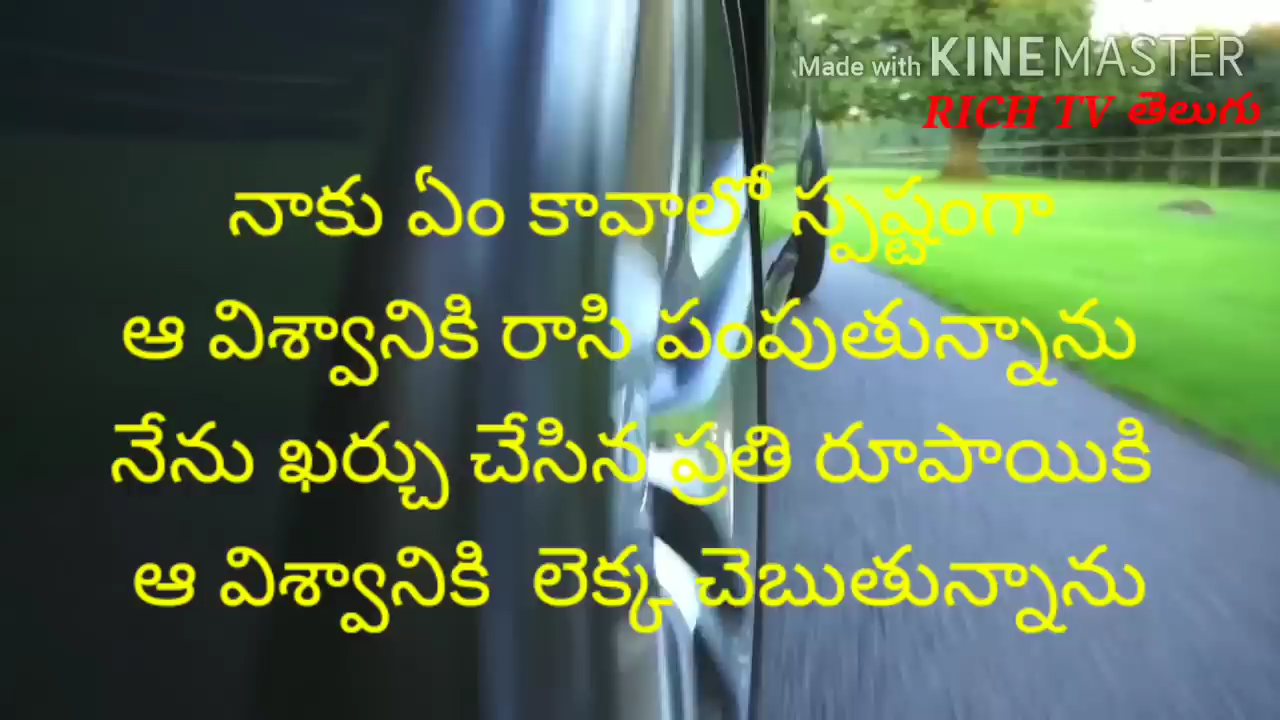 Made with KINEMASTER
RICH TV తెలుగు
నాకు ఏం కావాలో స్పష్టంగా
ఆ విశ్వానికి రాసి పంపుతున్నాను
నేను ఖర్చు చేసిన ప్రతి రూపాయికి
ఆ విశ్వానికి లెక్క చెబుతున్నాను